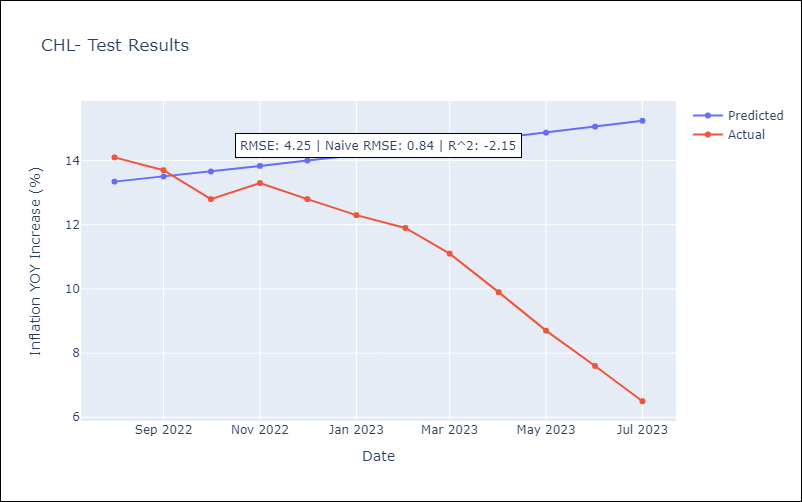 CHL- Test Results
Predicted
Actual
RMSE: 4.25 | Naive RMSE: 0.84 | R^2: -2.15
Inflation YOY Increase (%)
14
12
10
8
6
Sep 2022
Nov 2022
Jan 2023
Mar 2023
May 2023
Jul 2023
Date